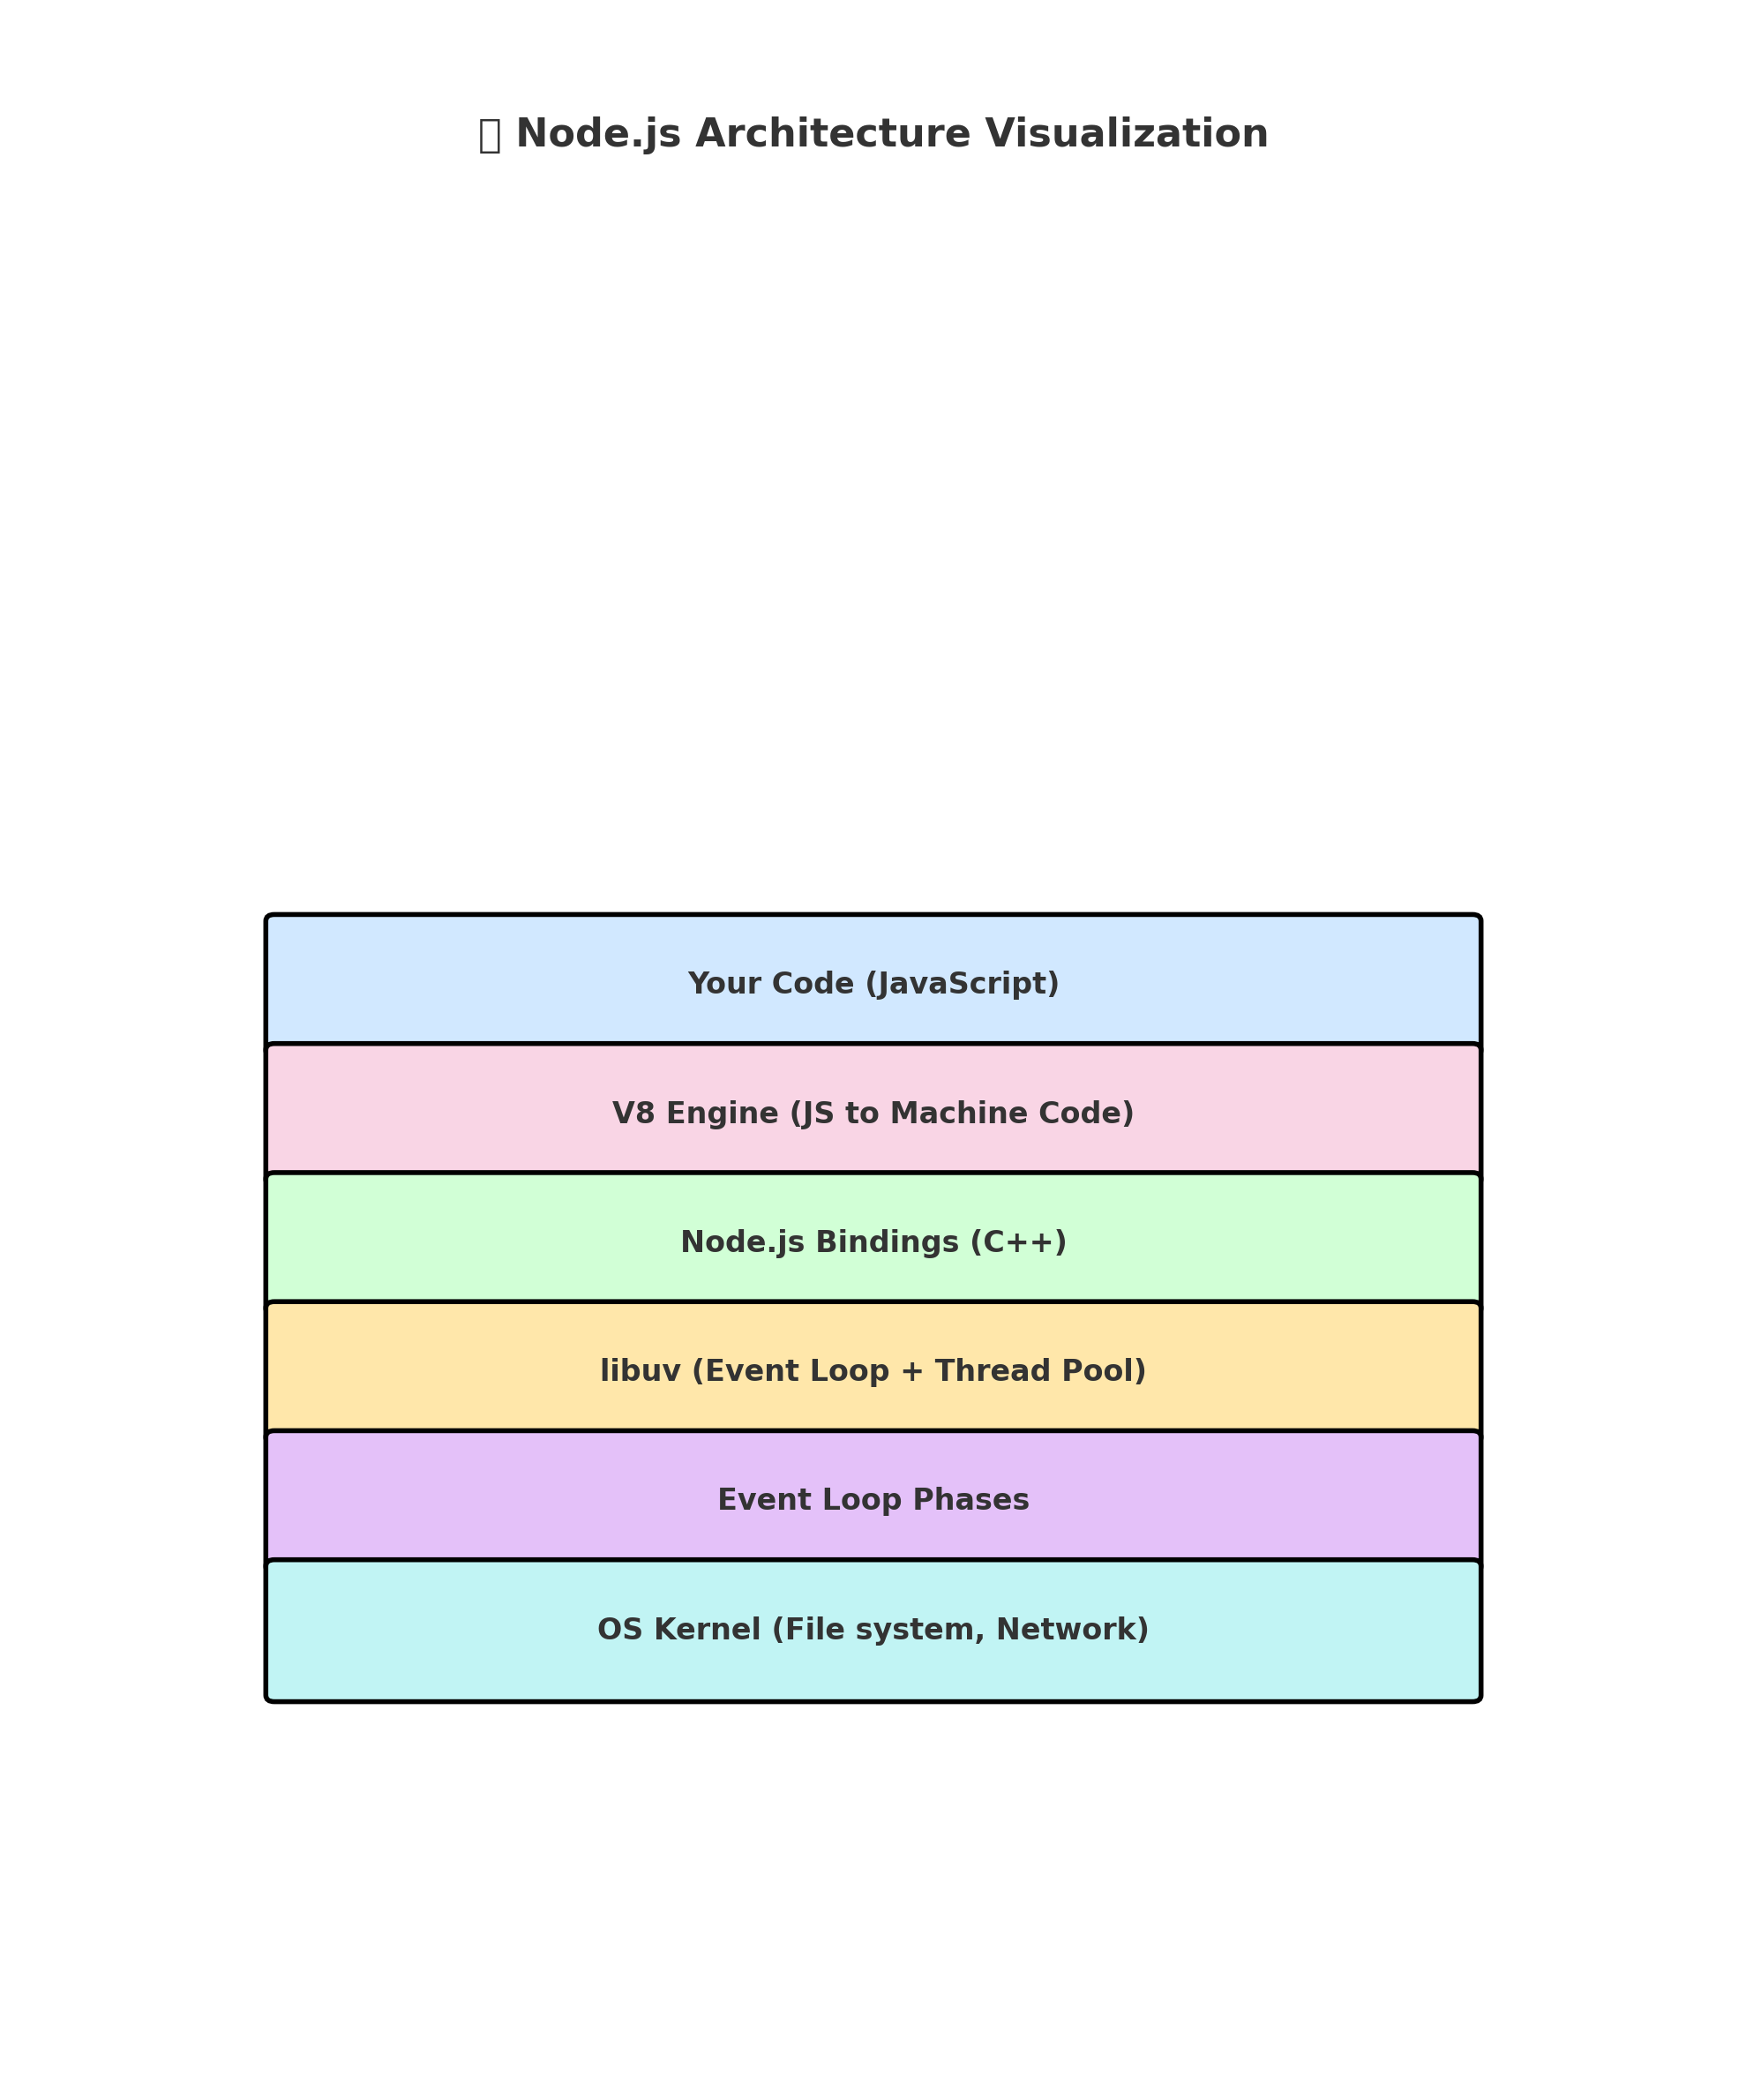 Node.js Architecture Visualization
Your Code (JavaScript)
V8 Engine (JS to Machine Code)
Node.js Bindings (C++)
libuv (Event Loop + Thread Pool)
Event Loop Phases
OS Kernel (File system, Network)